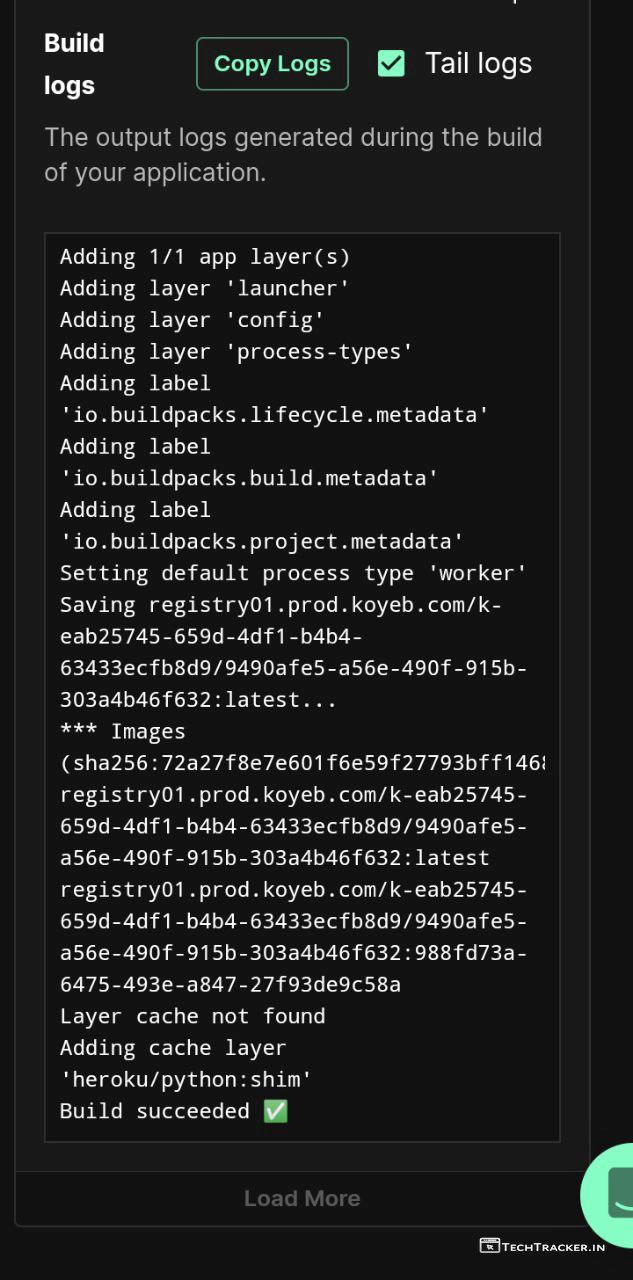 Build
logs
Copy Logs
Tail logs
The output logs generated during the build
of your application.
Adding 1/1 app layer(s)
Adding layer 'launcher'
Adding layer 'config'
Adding layer 'process-types'
Adding label
'io.buildpacks.lifecycle.metadata'
Adding label
'io.buildpacks.build.metadata'
Adding label
'io.buildpacks.project.metadata'
Setting default process type 'worker'
Saving registry01.prod.koyeb.com/k-
eab25745-659d-4df1-b4b4-
63433ecfb8d9/9490afe5-a56e-490f-915b-
303a4b46f632:latest...
*** Images
(sha256:72a27f8e7e601f6e59f27793bff1468
registry01.prod.koyeb.com/k-eab25745-
659d-4df1-b4b4-63433ecfb8d9/9490afe5-
a56e-490f-915b-303a4b46f632:latest
registry01.prod.koyeb.com/k-eab25745-
659d-4df1-b4b4-63433ecfb8d9/9490afe5-
a56e-490f-915b-303a4b46f632:988fd73a-
6475-493e-a847-27f93de9c58a
Layer cache not found
Adding cache layer
'heroku/python:shim'
Build succeeded ✅
Load More
TECHTRACKER.IN